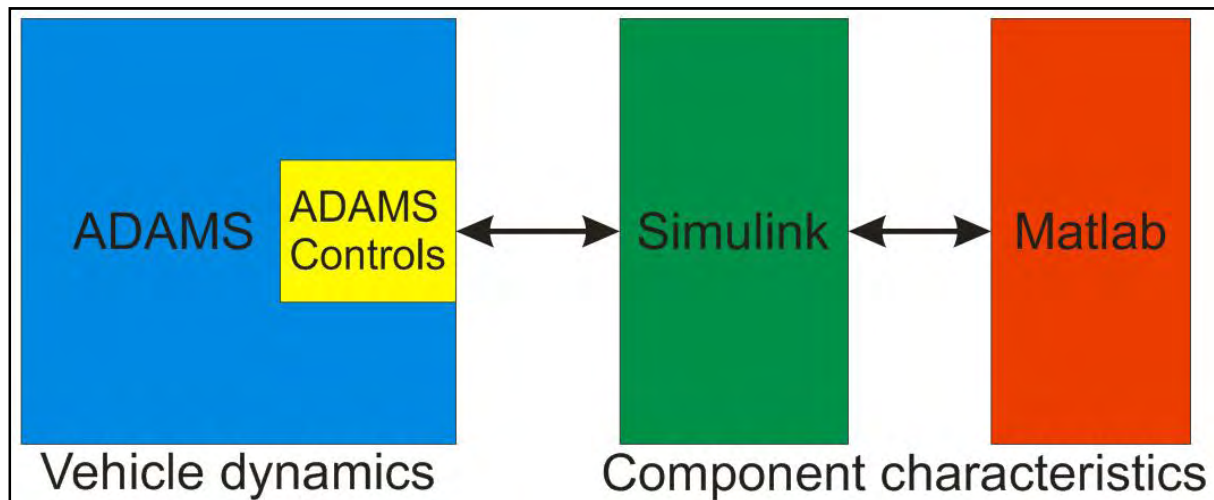 ADAMS
ADAMS
Controls
Simulink
Matlab
Vehicle dynamics
Component characteristics